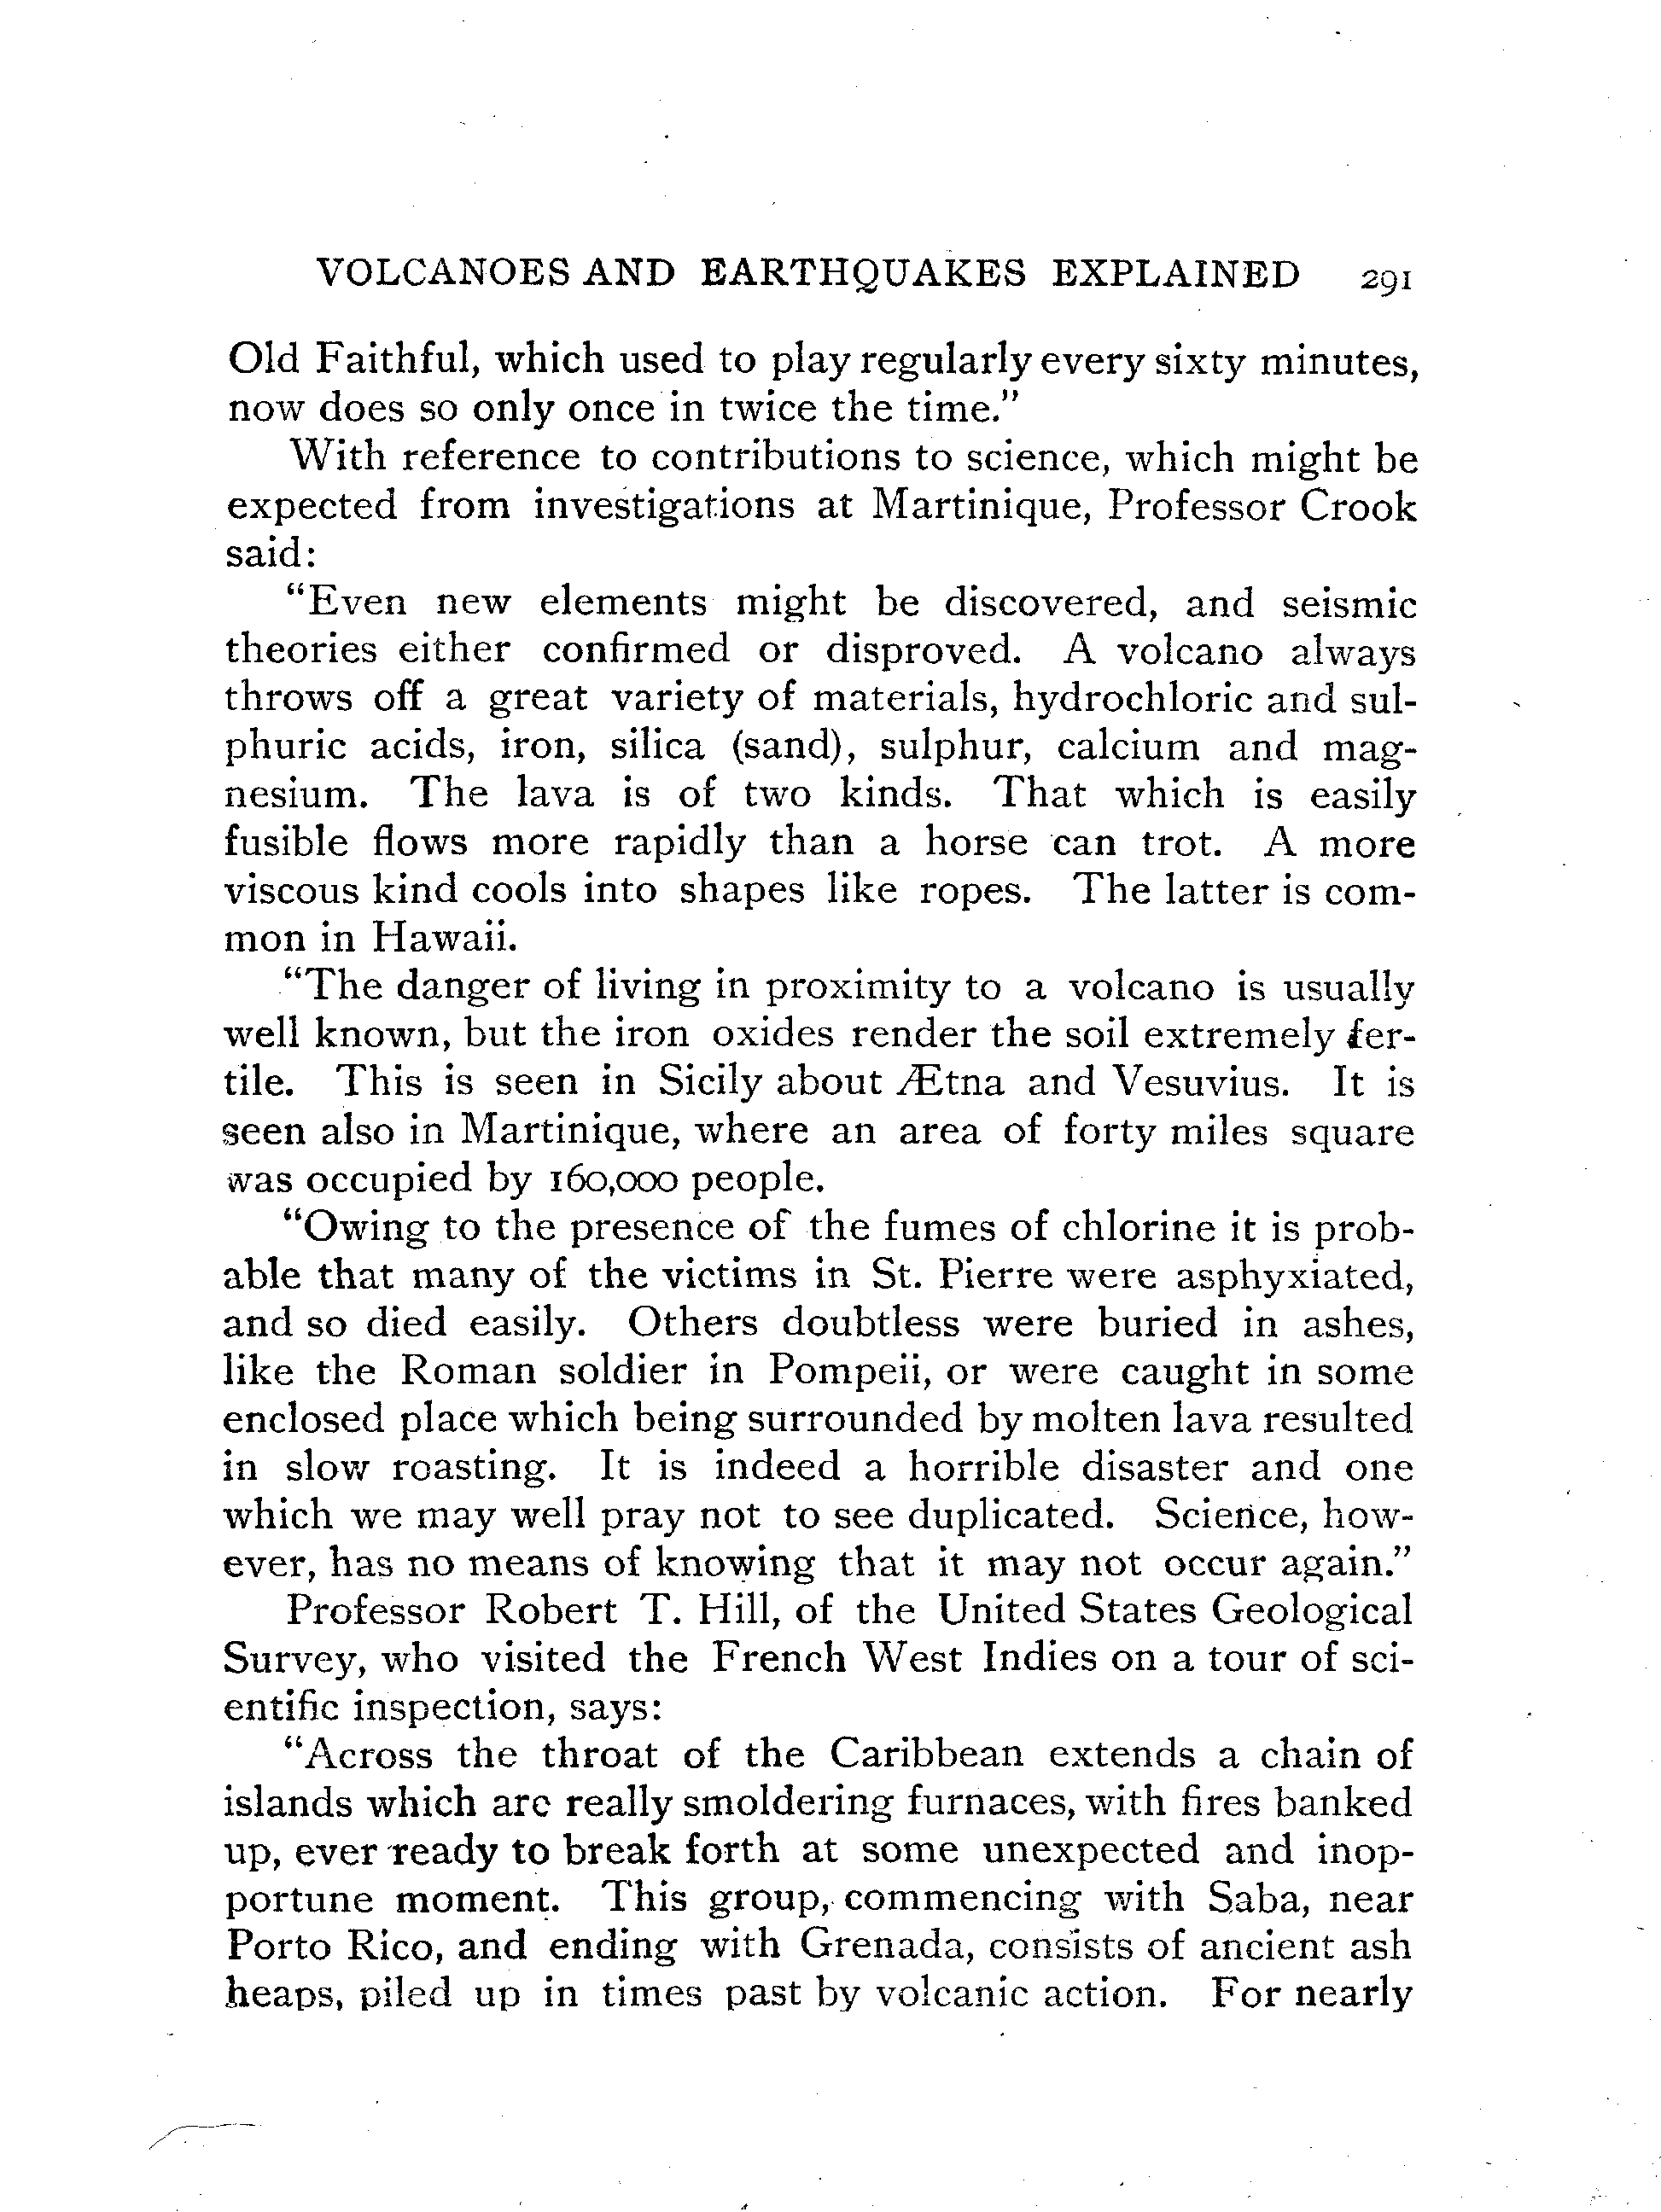 VOLCANOES AND EARTHQUAKES EXPLAINED 291
Old Faithful, which used to play regularly every sixty minutes,
now does so only once in twice the time."
With reference to contributions to science, which might be
expected from investigations at Martinique, Professor Crook
said:
"Even new elements might be discovered, and seismic
theories either confirmed or disproved. A volcano always
throws off a great variety of materials, hydrochloric and sul-
phuric acids, iron, silica (sand), sulphur, calcium and mag-
nesium. The lava is of two kinds. That which is easily
fusible flows more rapidly than a horse can trot. A more
viscous kind cools into shapes like ropes. The latter is com-
mon in Hawaii.
"The danger of living in proximity to a volcano is usually
well known, but the iron oxides render the soil extremely fer-
tile. This is seen in Sicily about Ætna and Vesuvius. It is
seen also in Martinique, where an area of forty miles square
was occupied by 160,000 people.
"Owing to the presence of the fumes of chlorine it is prob-
able that many of the victims in St. Pierre were asphyxiated,
and so died easily. Others doubtless were buried in ashes,
like the Roman soldier in Pompeii, or were caught in some
enclosed place which being surrounded by molten lava resulted
in slow roasting. It is indeed a horrible disaster and one
which we may well pray not to see duplicated. Science, how-
ever, has no means of knowing that it may not occur again."
Professor Robert T. Hill, of the United States Geological
Survey, who visited the French West Indies on a tour of sci-
entific inspection, says:
"Across the throat of the Caribbean extends a chain of
islands which are really smoldering furnaces, with fires banked
up, ever ready to break forth at some unexpected and inop-
portune moment. This group, commencing with Saba, near
Porto Rico, and ending with Grenada, consists of ancient ash
heaps, piled up in times past by volcanic action. For nearly